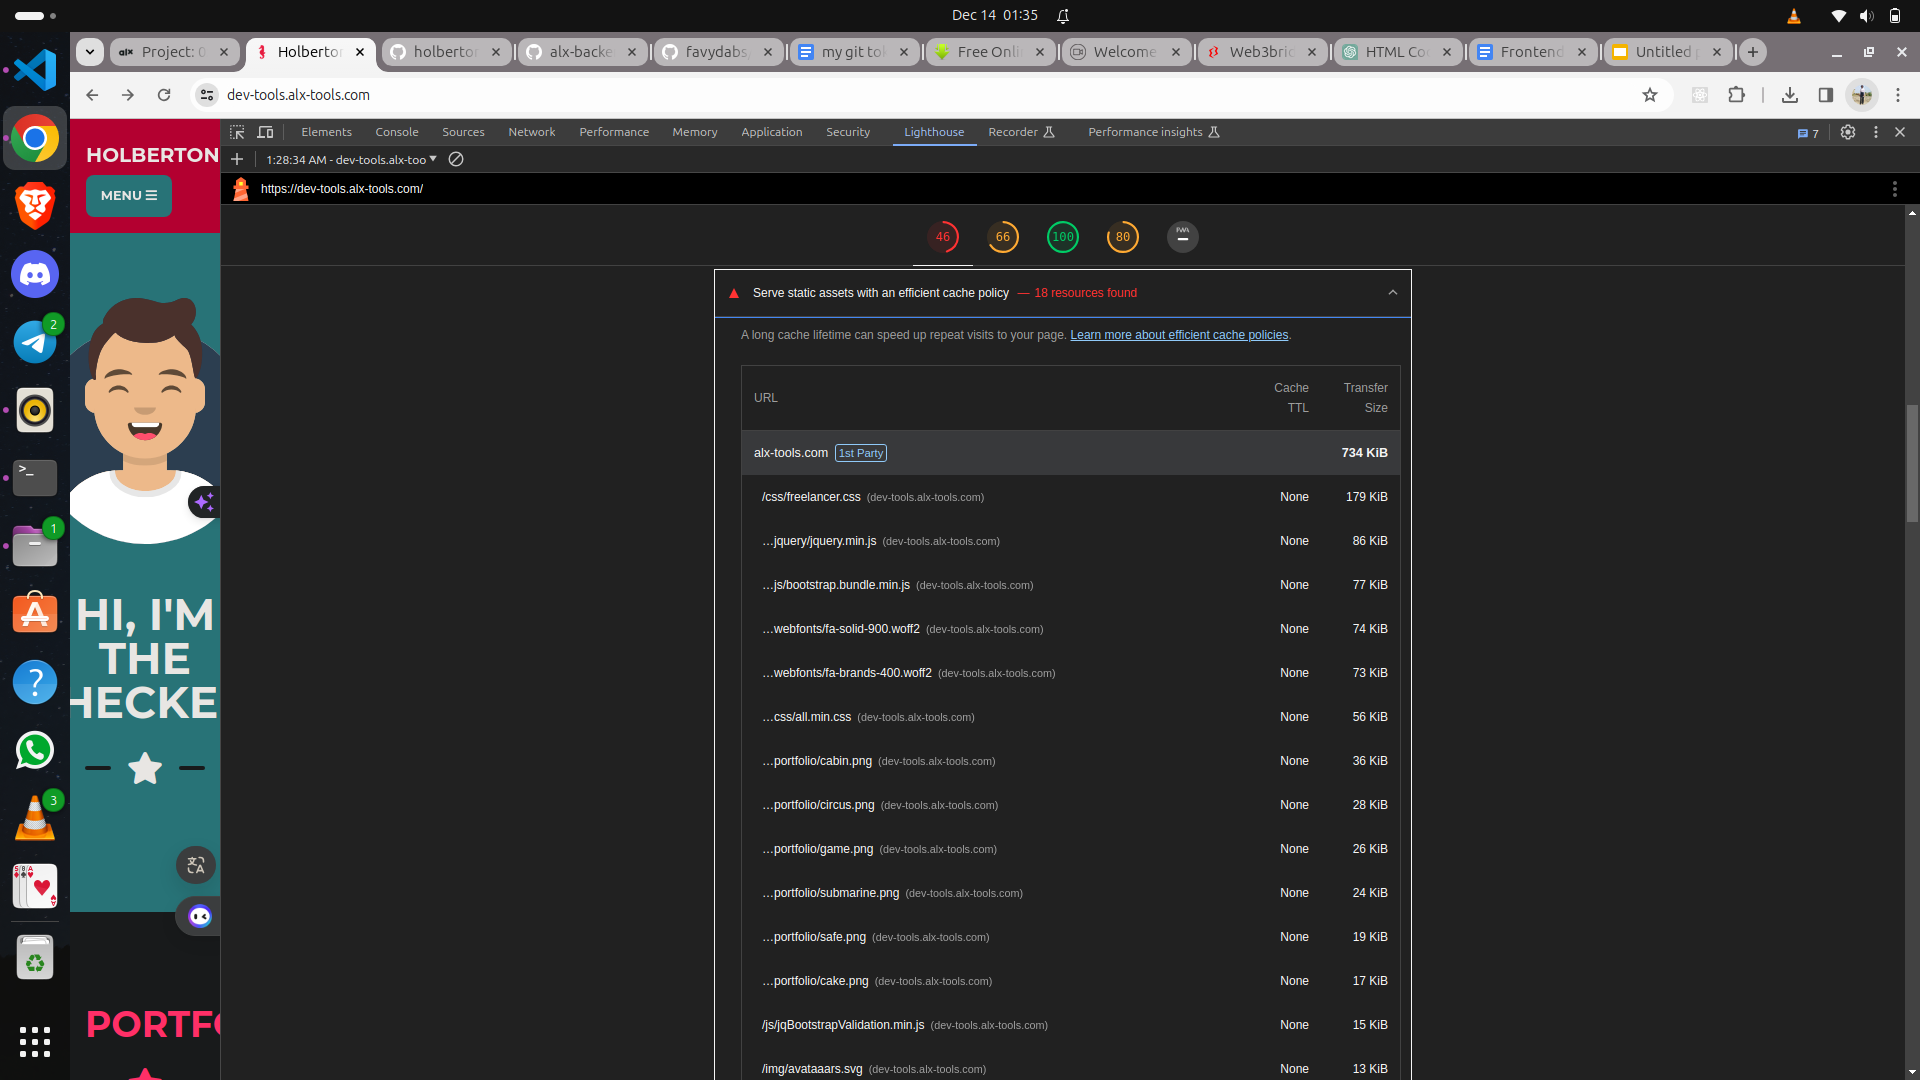 Dec 14 01:35
alx Project: 0
Holberton
holberton
alx-backe
favydabs
my git tok
Free Onli
Welcome
Web3bric
HTML Co
Frontend
Untitled p
dev-tools.alx-tools.com
Elements Console Sources Network Performance Memory Application Security Lighthouse Recorder Performance insights 7
1:28:34 AM - dev-tools.alx-too
https://dev-tools.alx-tools.com/
46 66 100 80 PWA
HOLBERTON
MENU
HI, I'M
THE
HECKE
PORTFO
2
1
3
Serve static assets with an efficient cache policy — 18 resources found
A long cache lifetime can speed up repeat visits to your page. Learn more about efficient cache policies.
URL Cache TTL Transfer Size
alx-tools.com 1st Party 734 KiB
/css/freelancer.css (dev-tools.alx-tools.com) None 179 KiB
…jquery/jquery.min.js (dev-tools.alx-tools.com) None 86 KiB
…js/bootstrap.bundle.min.js (dev-tools.alx-tools.com) None 77 KiB
…webfonts/fa-solid-900.woff2 (dev-tools.alx-tools.com) None 74 KiB
…webfonts/fa-brands-400.woff2 (dev-tools.alx-tools.com) None 73 KiB
…css/all.min.css (dev-tools.alx-tools.com) None 56 KiB
…portfolio/cabin.png (dev-tools.alx-tools.com) None 36 KiB
…portfolio/circus.png (dev-tools.alx-tools.com) None 28 KiB
…portfolio/game.png (dev-tools.alx-tools.com) None 26 KiB
…portfolio/submarine.png (dev-tools.alx-tools.com) None 24 KiB
…portfolio/safe.png (dev-tools.alx-tools.com) None 19 KiB
…portfolio/cake.png (dev-tools.alx-tools.com) None 17 KiB
/js/jqBootstrapValidation.min.js (dev-tools.alx-tools.com) None 15 KiB
/img/avataaars.svg (dev-tools.alx-tools.com) None 13 KiB